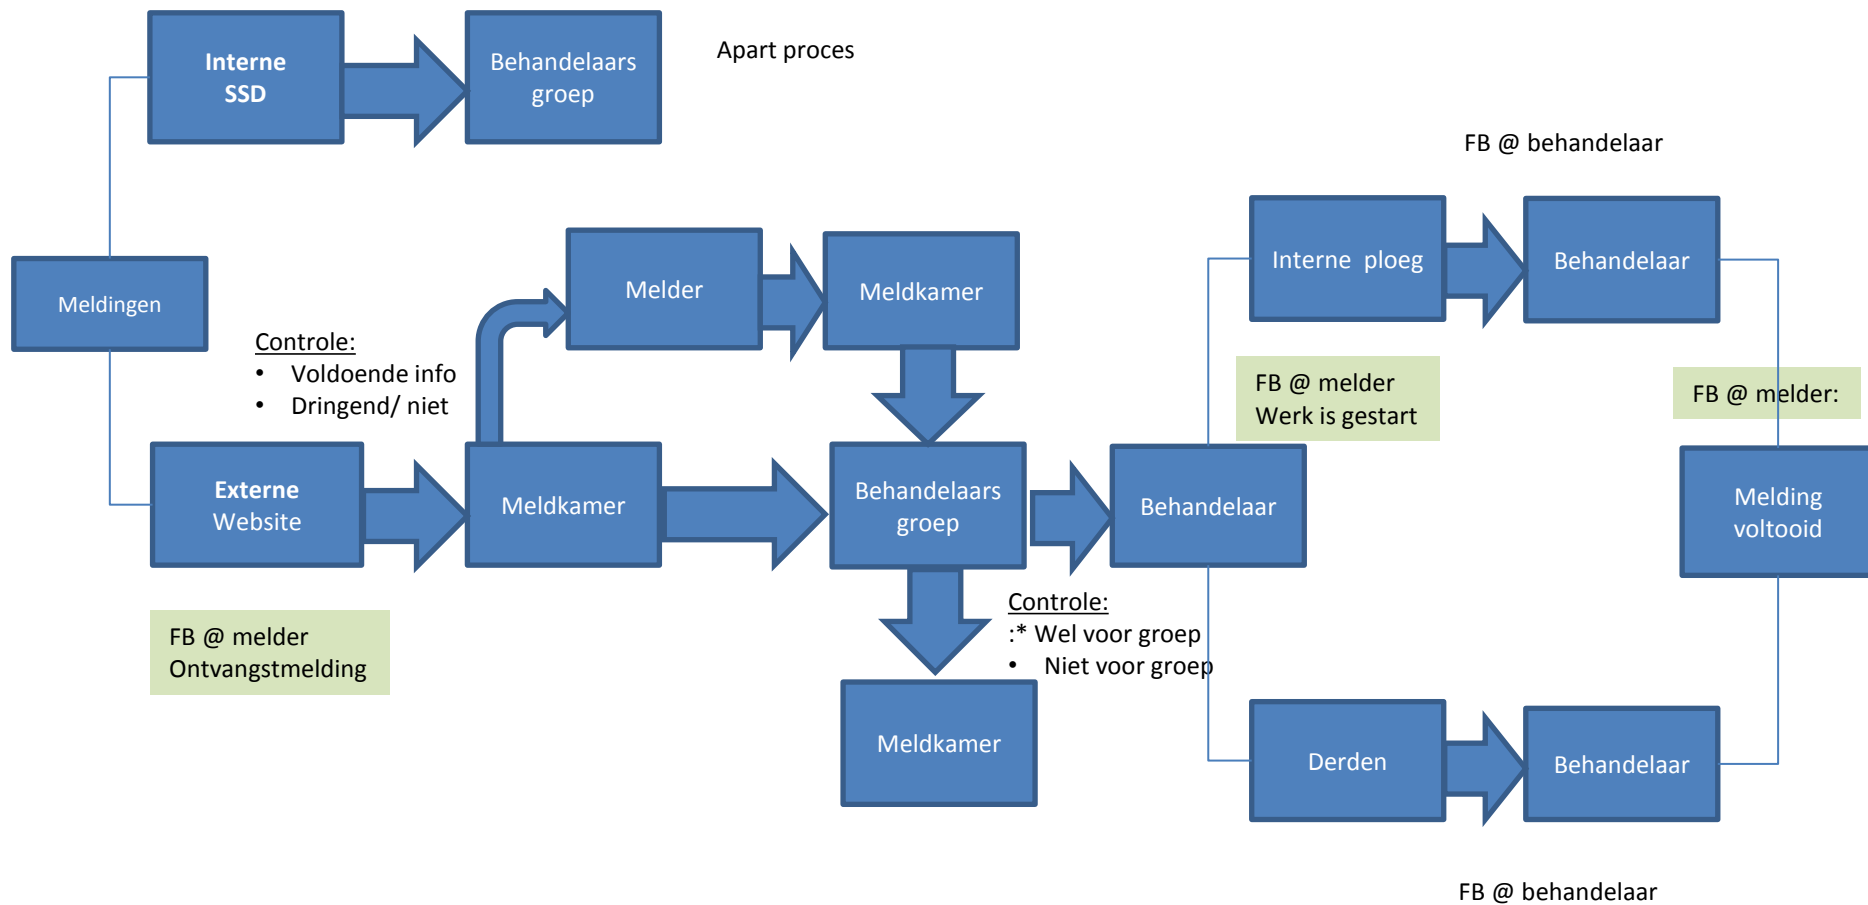 Interne
SSD
Behandelaars
groep
Apart proces
FB @ behandelaar
Meldingen
Melder
Meldkamer
Interne  ploeg
Behandelaar
Controle:
• Voldoende info
• Dringend/ niet
FB @ melder
Werk is gestart
FB @ melder:
Externe
Website
Meldkamer
Behandelaars
groep
Behandelaar
Melding
voltooid
FB @ melder
Ontvangstmelding
Controle:
:* Wel voor groep
• Niet voor groep
Meldkamer
Derden
Behandelaar
FB @ behandelaar